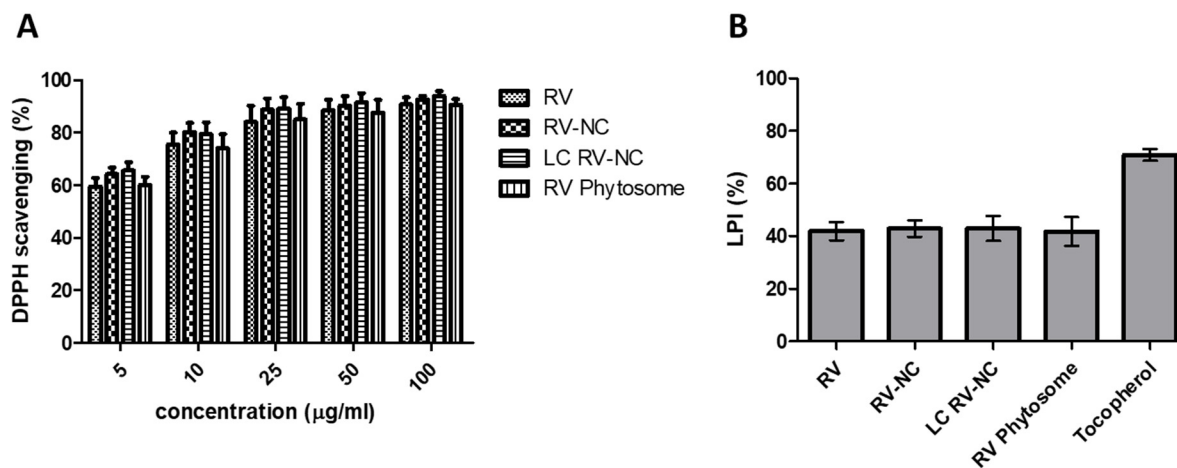 A
DPPH scavenging (%)
100
80
60
40
20
0
5
10
25
50
100
concentration (μg/ml)
RV
RV-NC
LC RV-NC
RV Phytosome
B
LPI (%)
100
80
60
40
20
0
RV
RV-NC
LC RV-NC
RV Phytosome
Tocopherol